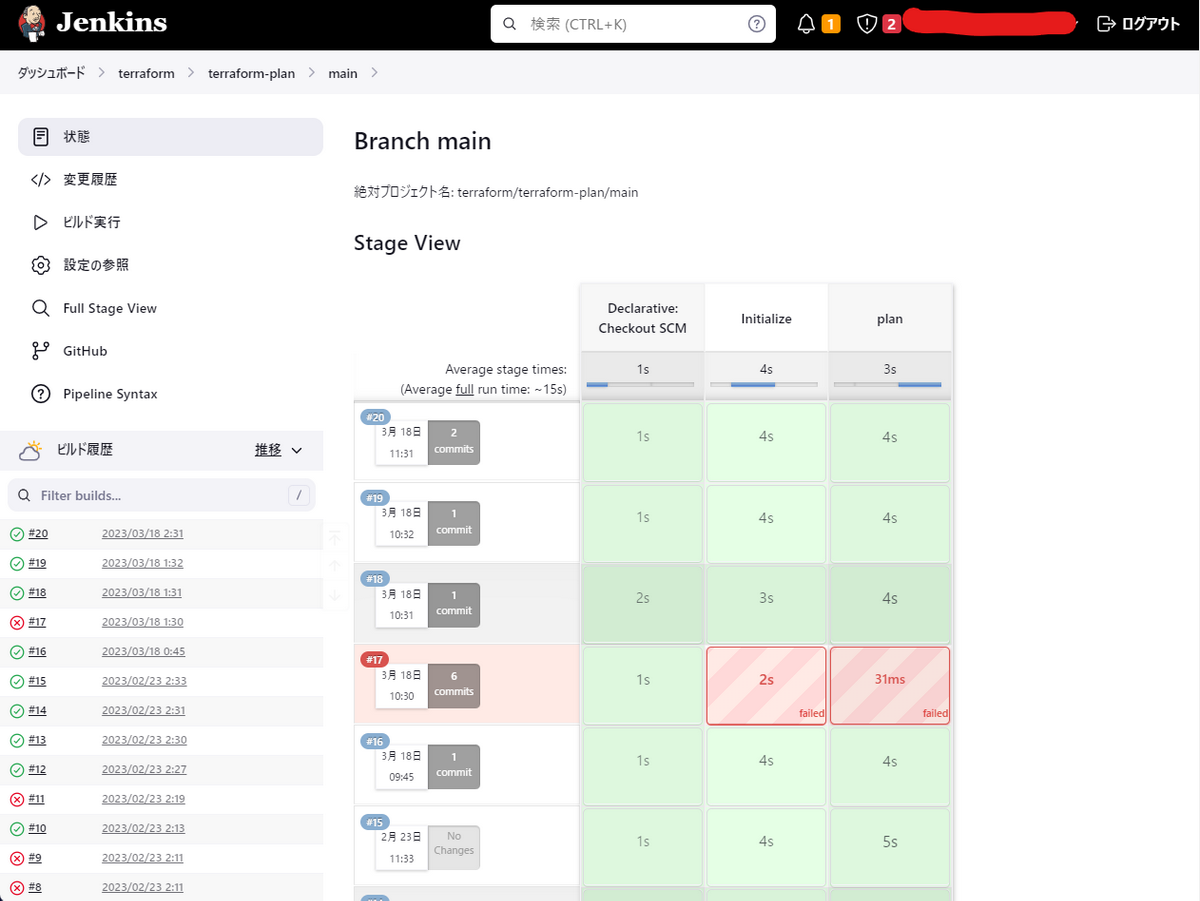 Jenkins
検索 (CTRL+K)
1
2
ログアウト
ダッシュボード
terraform
terraform-plan
main
状態
変更履歴
ビルド実行
設定の参照
Full Stage View
GitHub
Pipeline Syntax
ビルド履歴
推移
Filter builds...
/
#20 2023/03/18 2:31
#19 2023/03/18 1:32
#18 2023/03/18 1:31
#17 2023/03/18 1:30
#16 2023/03/18 0:45
#15 2023/02/23 2:33
#14 2023/02/23 2:31
#13 2023/02/23 2:30
#12 2023/02/23 2:27
#11 2023/02/23 2:19
#10 2023/02/23 2:13
#9 2023/02/23 2:11
#8 2023/02/23 2:11
Branch main
絶対プロジェクト名: terraform/terraform-plan/main
Stage View
Declarative:
Checkout SCM
Initialize
plan
Average stage times:
(Average full run time: ~15s)
1s
4s
3s
#20
3月 18日
11:31
2
commits
1s
4s
4s
#19
3月 18日
10:32
1
commit
1s
4s
4s
#18
3月 18日
10:31
1
commit
2s
3s
4s
#17
3月 18日
10:30
6
commits
1s
2s
failed
31ms
failed
#16
3月 18日
09:45
1
commit
1s
4s
4s
#15
2月 23日
11:33
No
Changes
1s
4s
5s